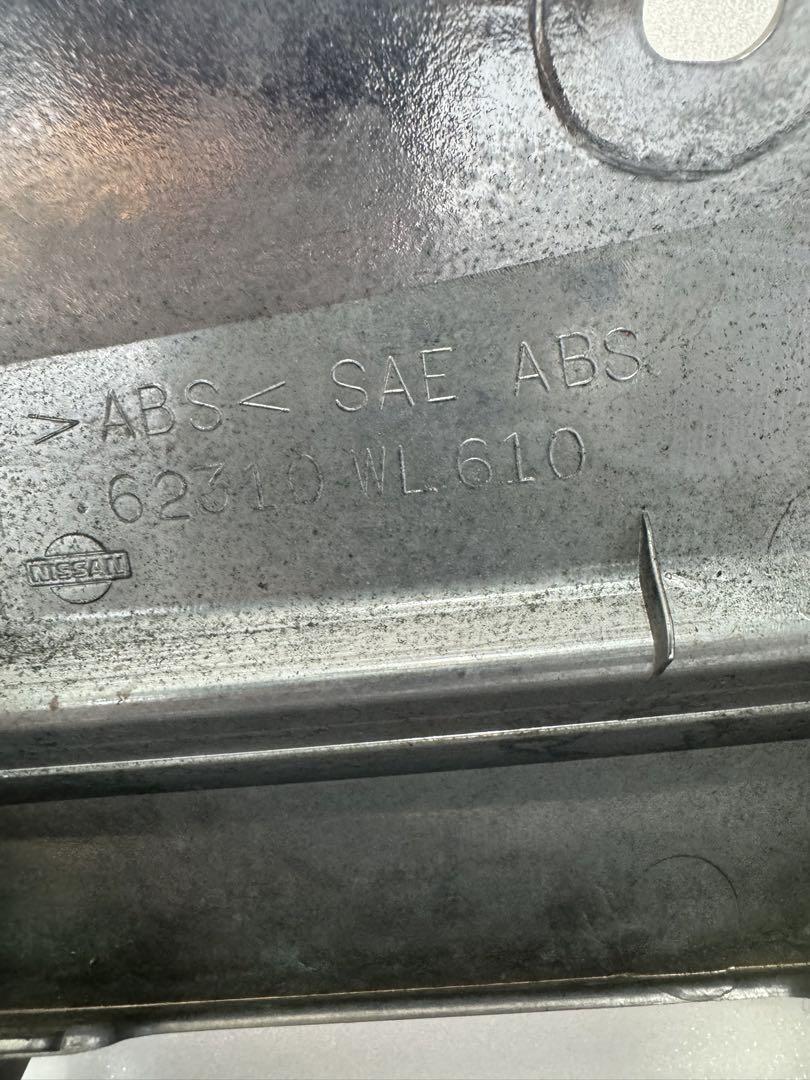 >ABS< SAE ABS
62310 WL610
NISSAN